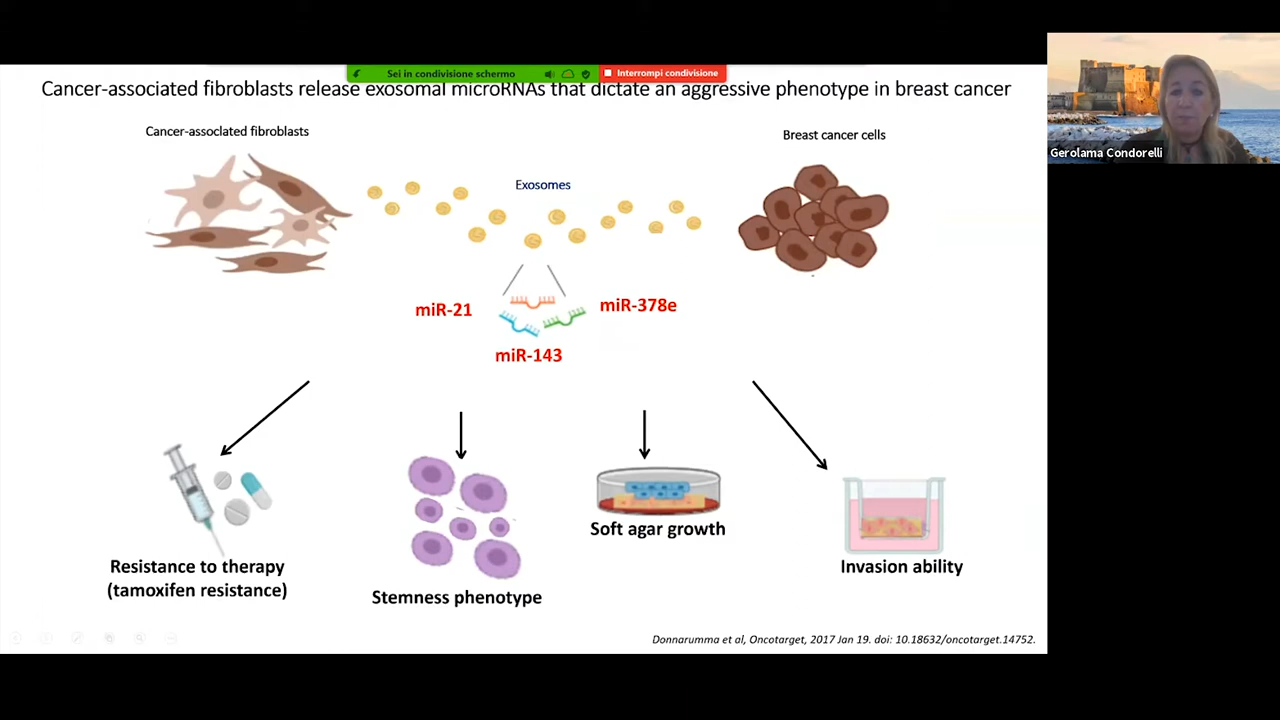 Sei in condivisione schermo
Interrompi condivisione
Cancer-associated fibroblasts release exosomal microRNAs that dictate an aggressive phenotype in breast cancer
Gerolama Condorelli
Cancer-associated fibroblasts
Breast cancer cells
Exosomes
miR-21
miR-378e
miR-143
Resistance to therapy
(tamoxifen resistance)
Stemness phenotype
Soft agar growth
Invasion ability
Donnarumma et al, Oncotarget, 2017 Jan 19. doi: 10.18632/oncotarget.14752.